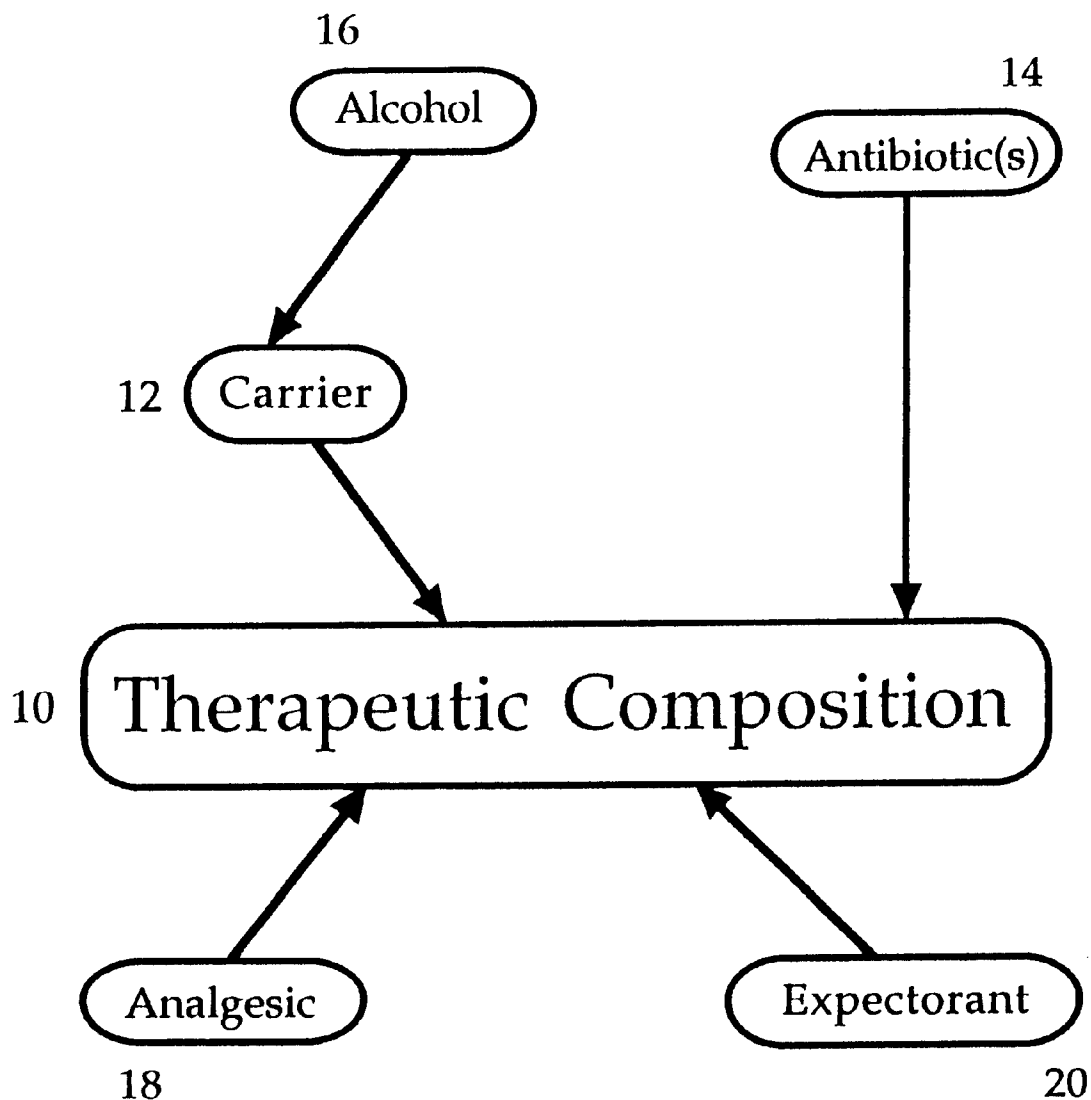 16
Alcohol
14
Antibiotic(s)
12
Carrier
10
Therapeutic Composition
Analgesic
18
Expectorant
20